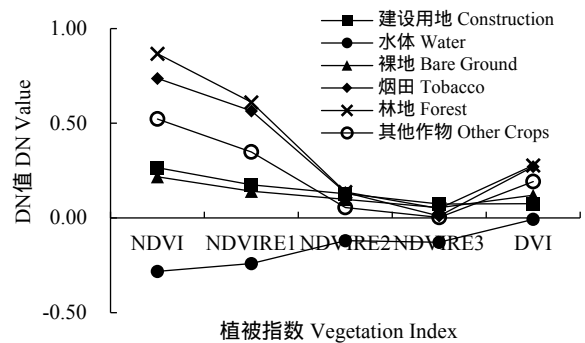 1.00
0.50
0.00
-0.50
DN值 DN Value
建设用地 Construction
水体 Water
裸地 Bare Ground
烟田 Tobacco
林地 Forest
其他作物 Other Crops
NDVI NDVIRE1 NDVIRE2 NDVIRE3 DVI
植被指数 Vegetation Index